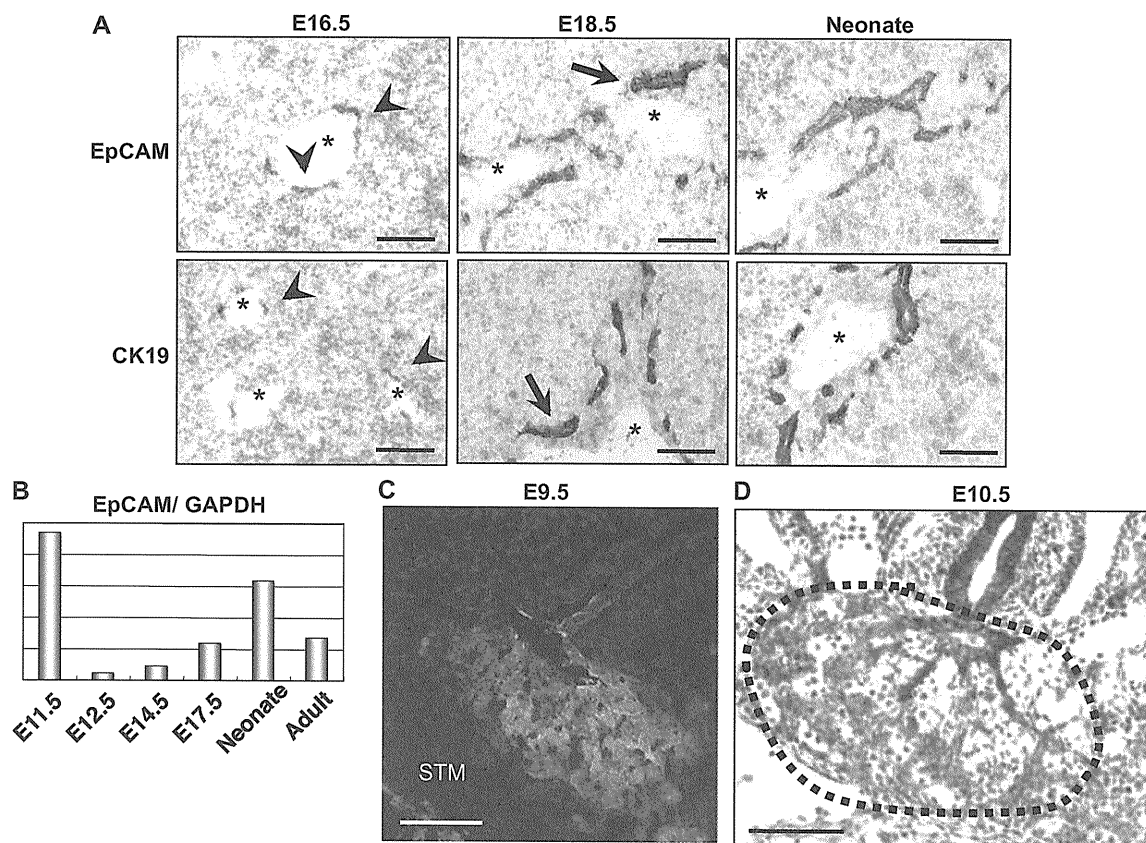 A
E16.5 E18.5 Neonate
EpCAM
* * * *
CK19
* * * * *
B
EpCAM/ GAPDH
E11.5 E12.5 E14.5 E17.5 Neonate Adult
C
E9.5
STM
D
E10.5